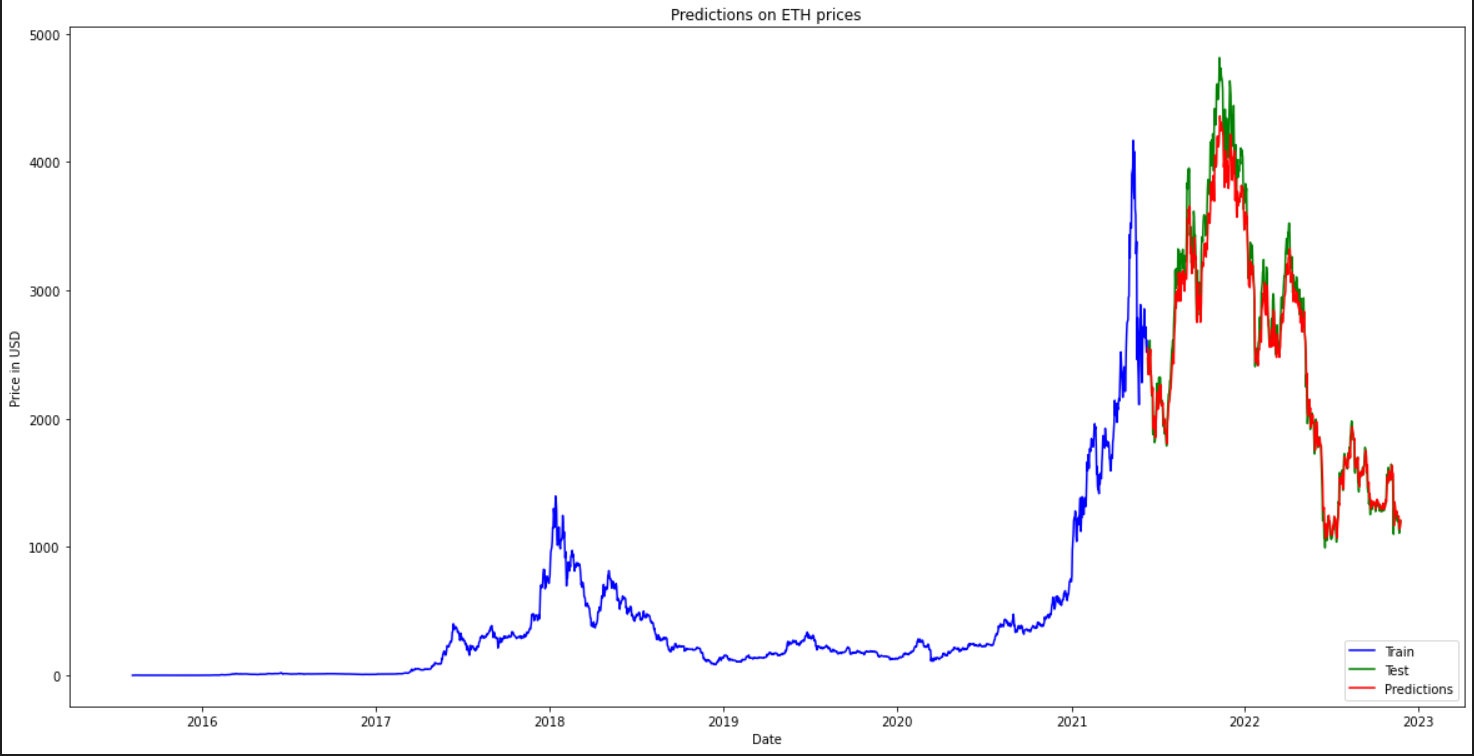 Predictions on ETH prices
5000
4000
3000
2000
1000
0
Price in USD
2016 2017 2018 2019 2020 2021 2022 2023
Date
Train
Test
Predictions